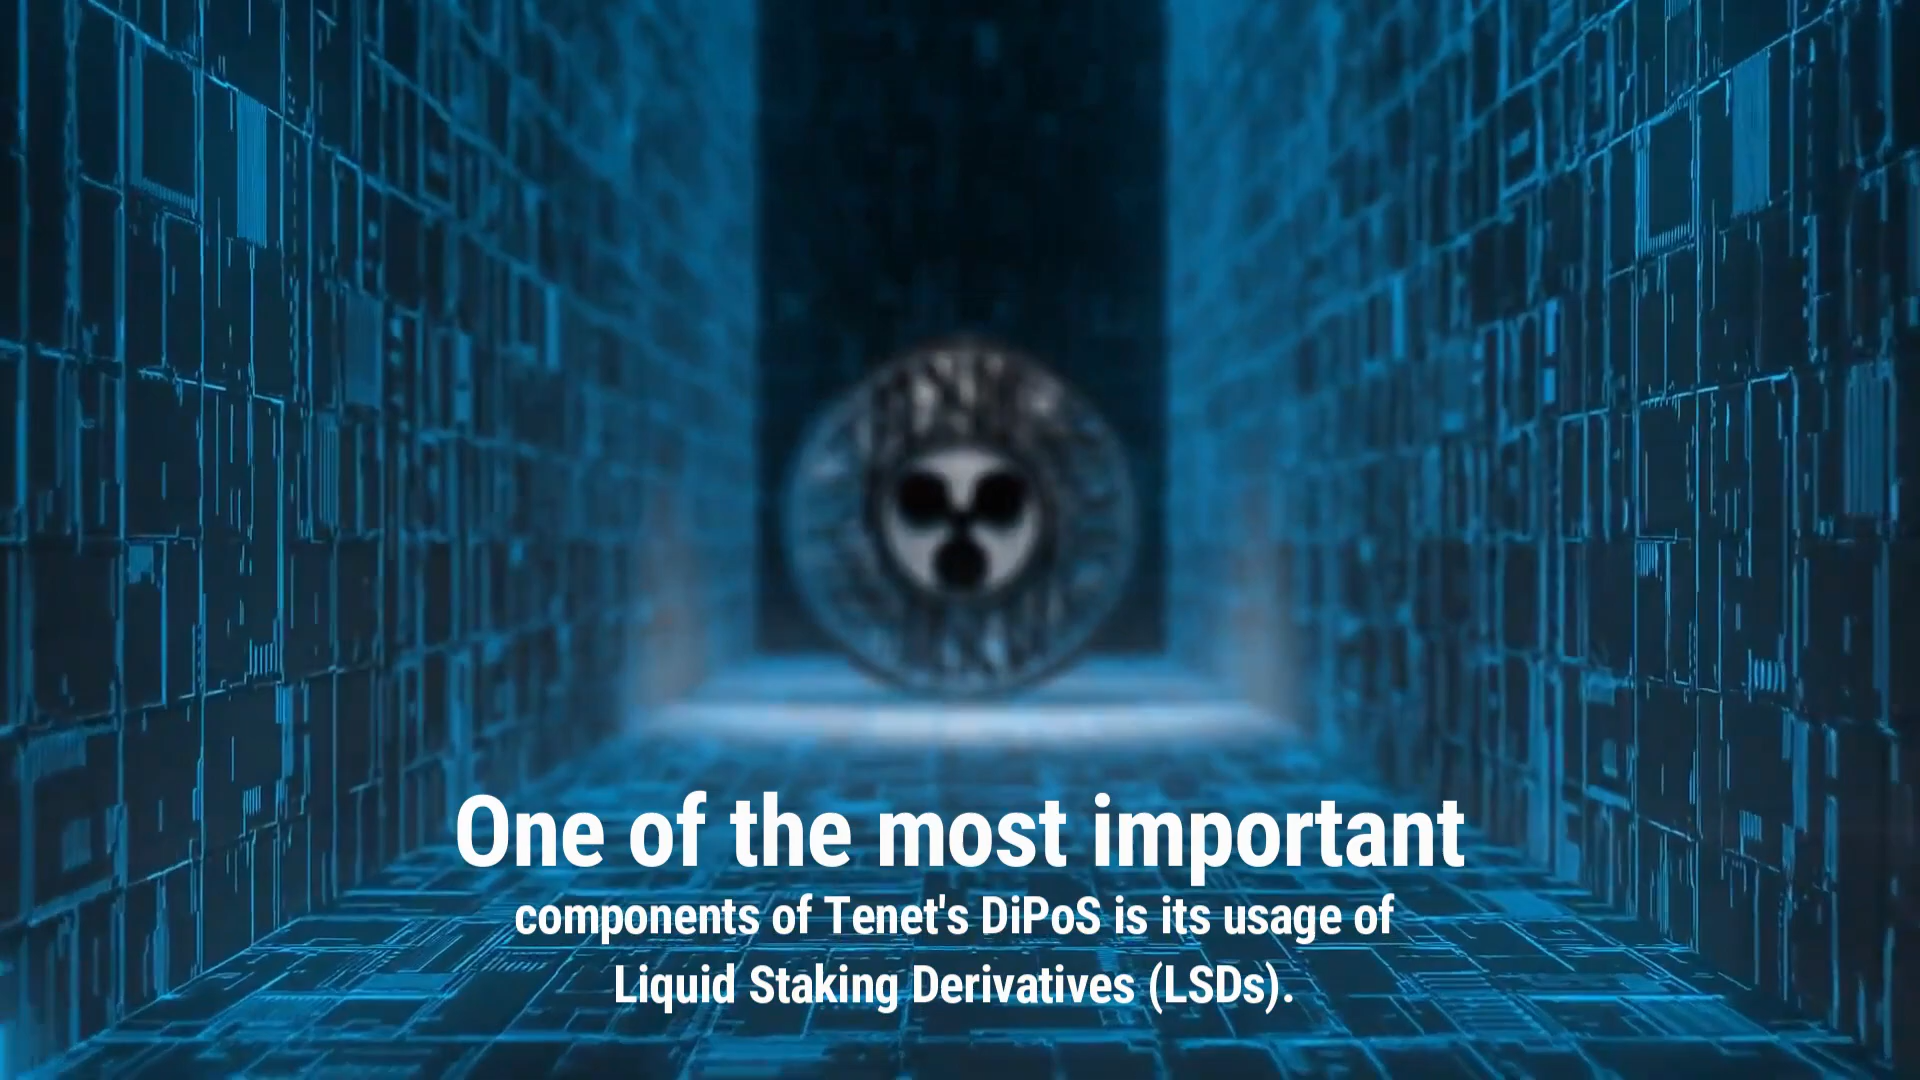 One of the most important
components of Tenet's DiPoS is its usage of
Liquid Staking Derivatives (LSDs).